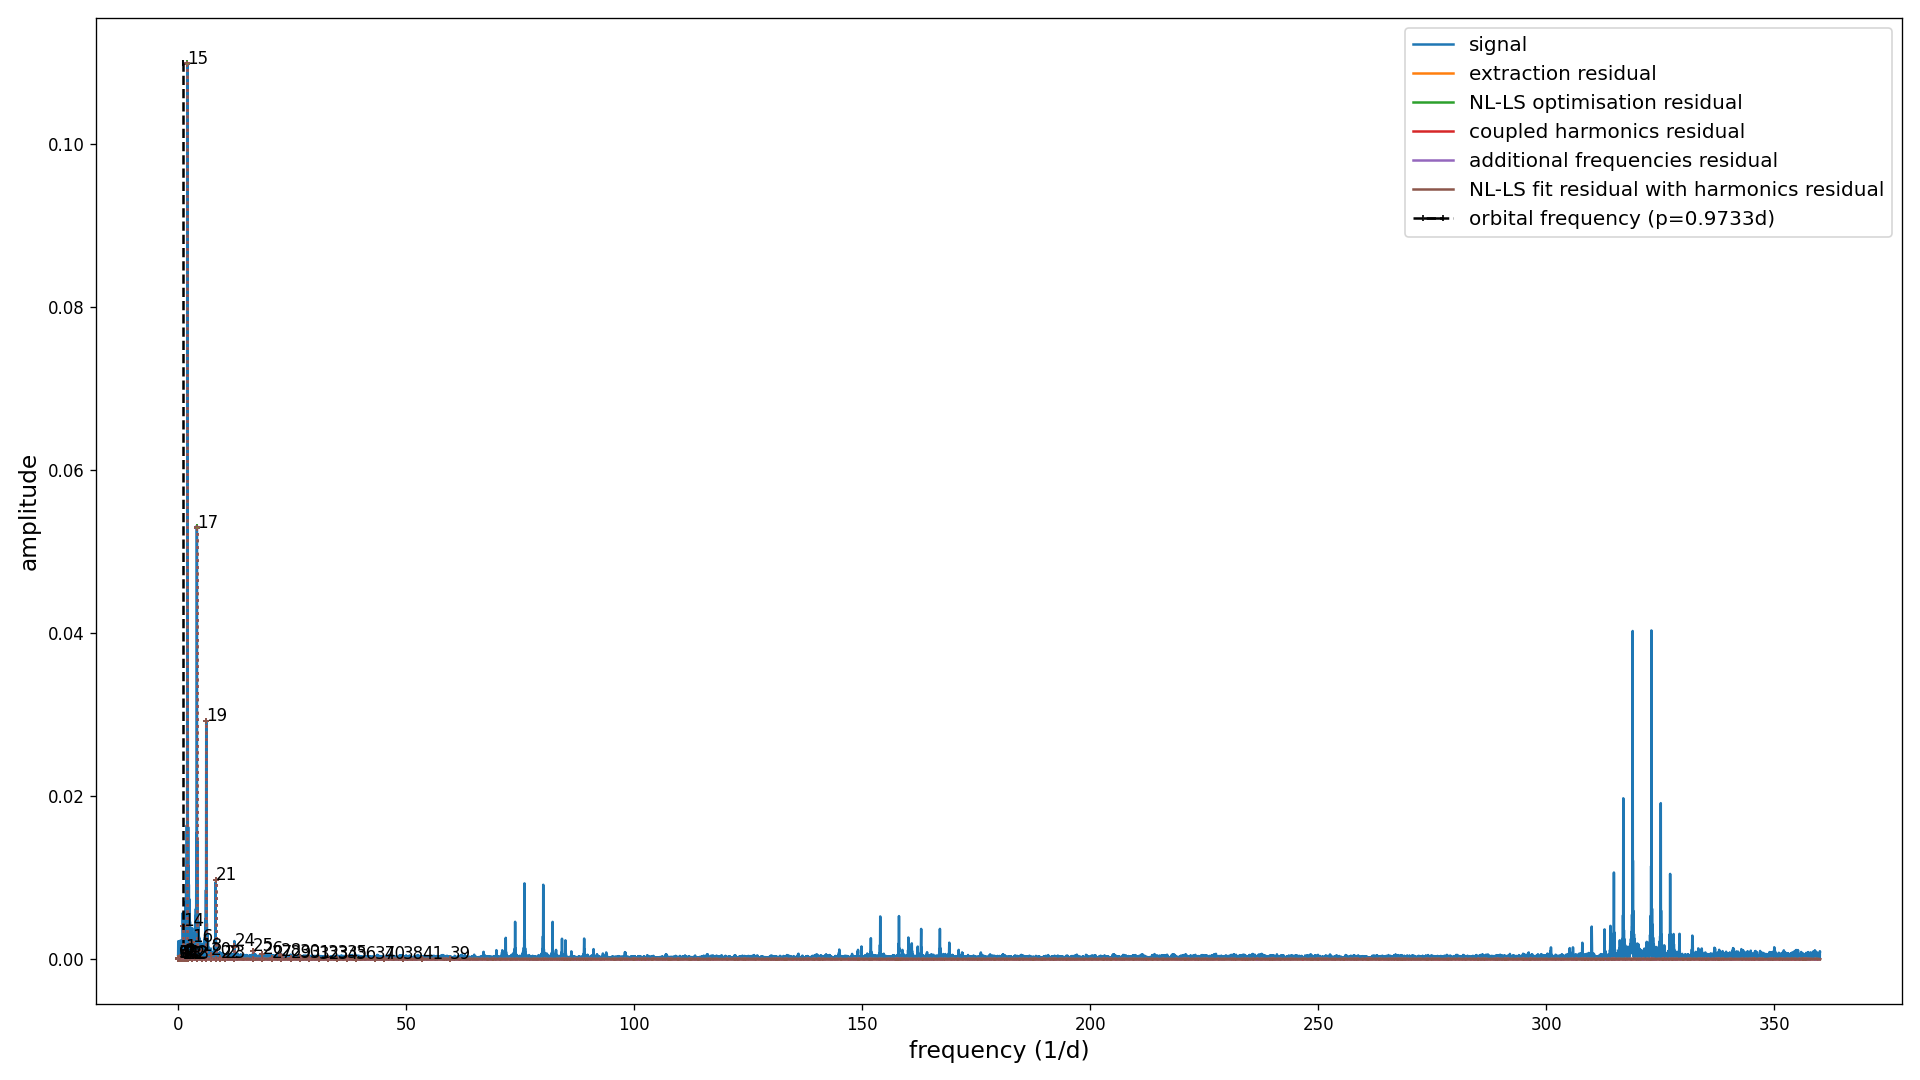 signal
extraction residual
NL-LS optimisation residual
coupled harmonics residual
additional frequencies residual
NL-LS fit residual with harmonics residual
orbital frequency (p=0.9733d)
amplitude
0.10
0.08
0.06
0.04
0.02
0.00
15
17
19
21
14
16
24
25
38
41
39
0
50
100
150
200
250
300
350
frequency (1/d)